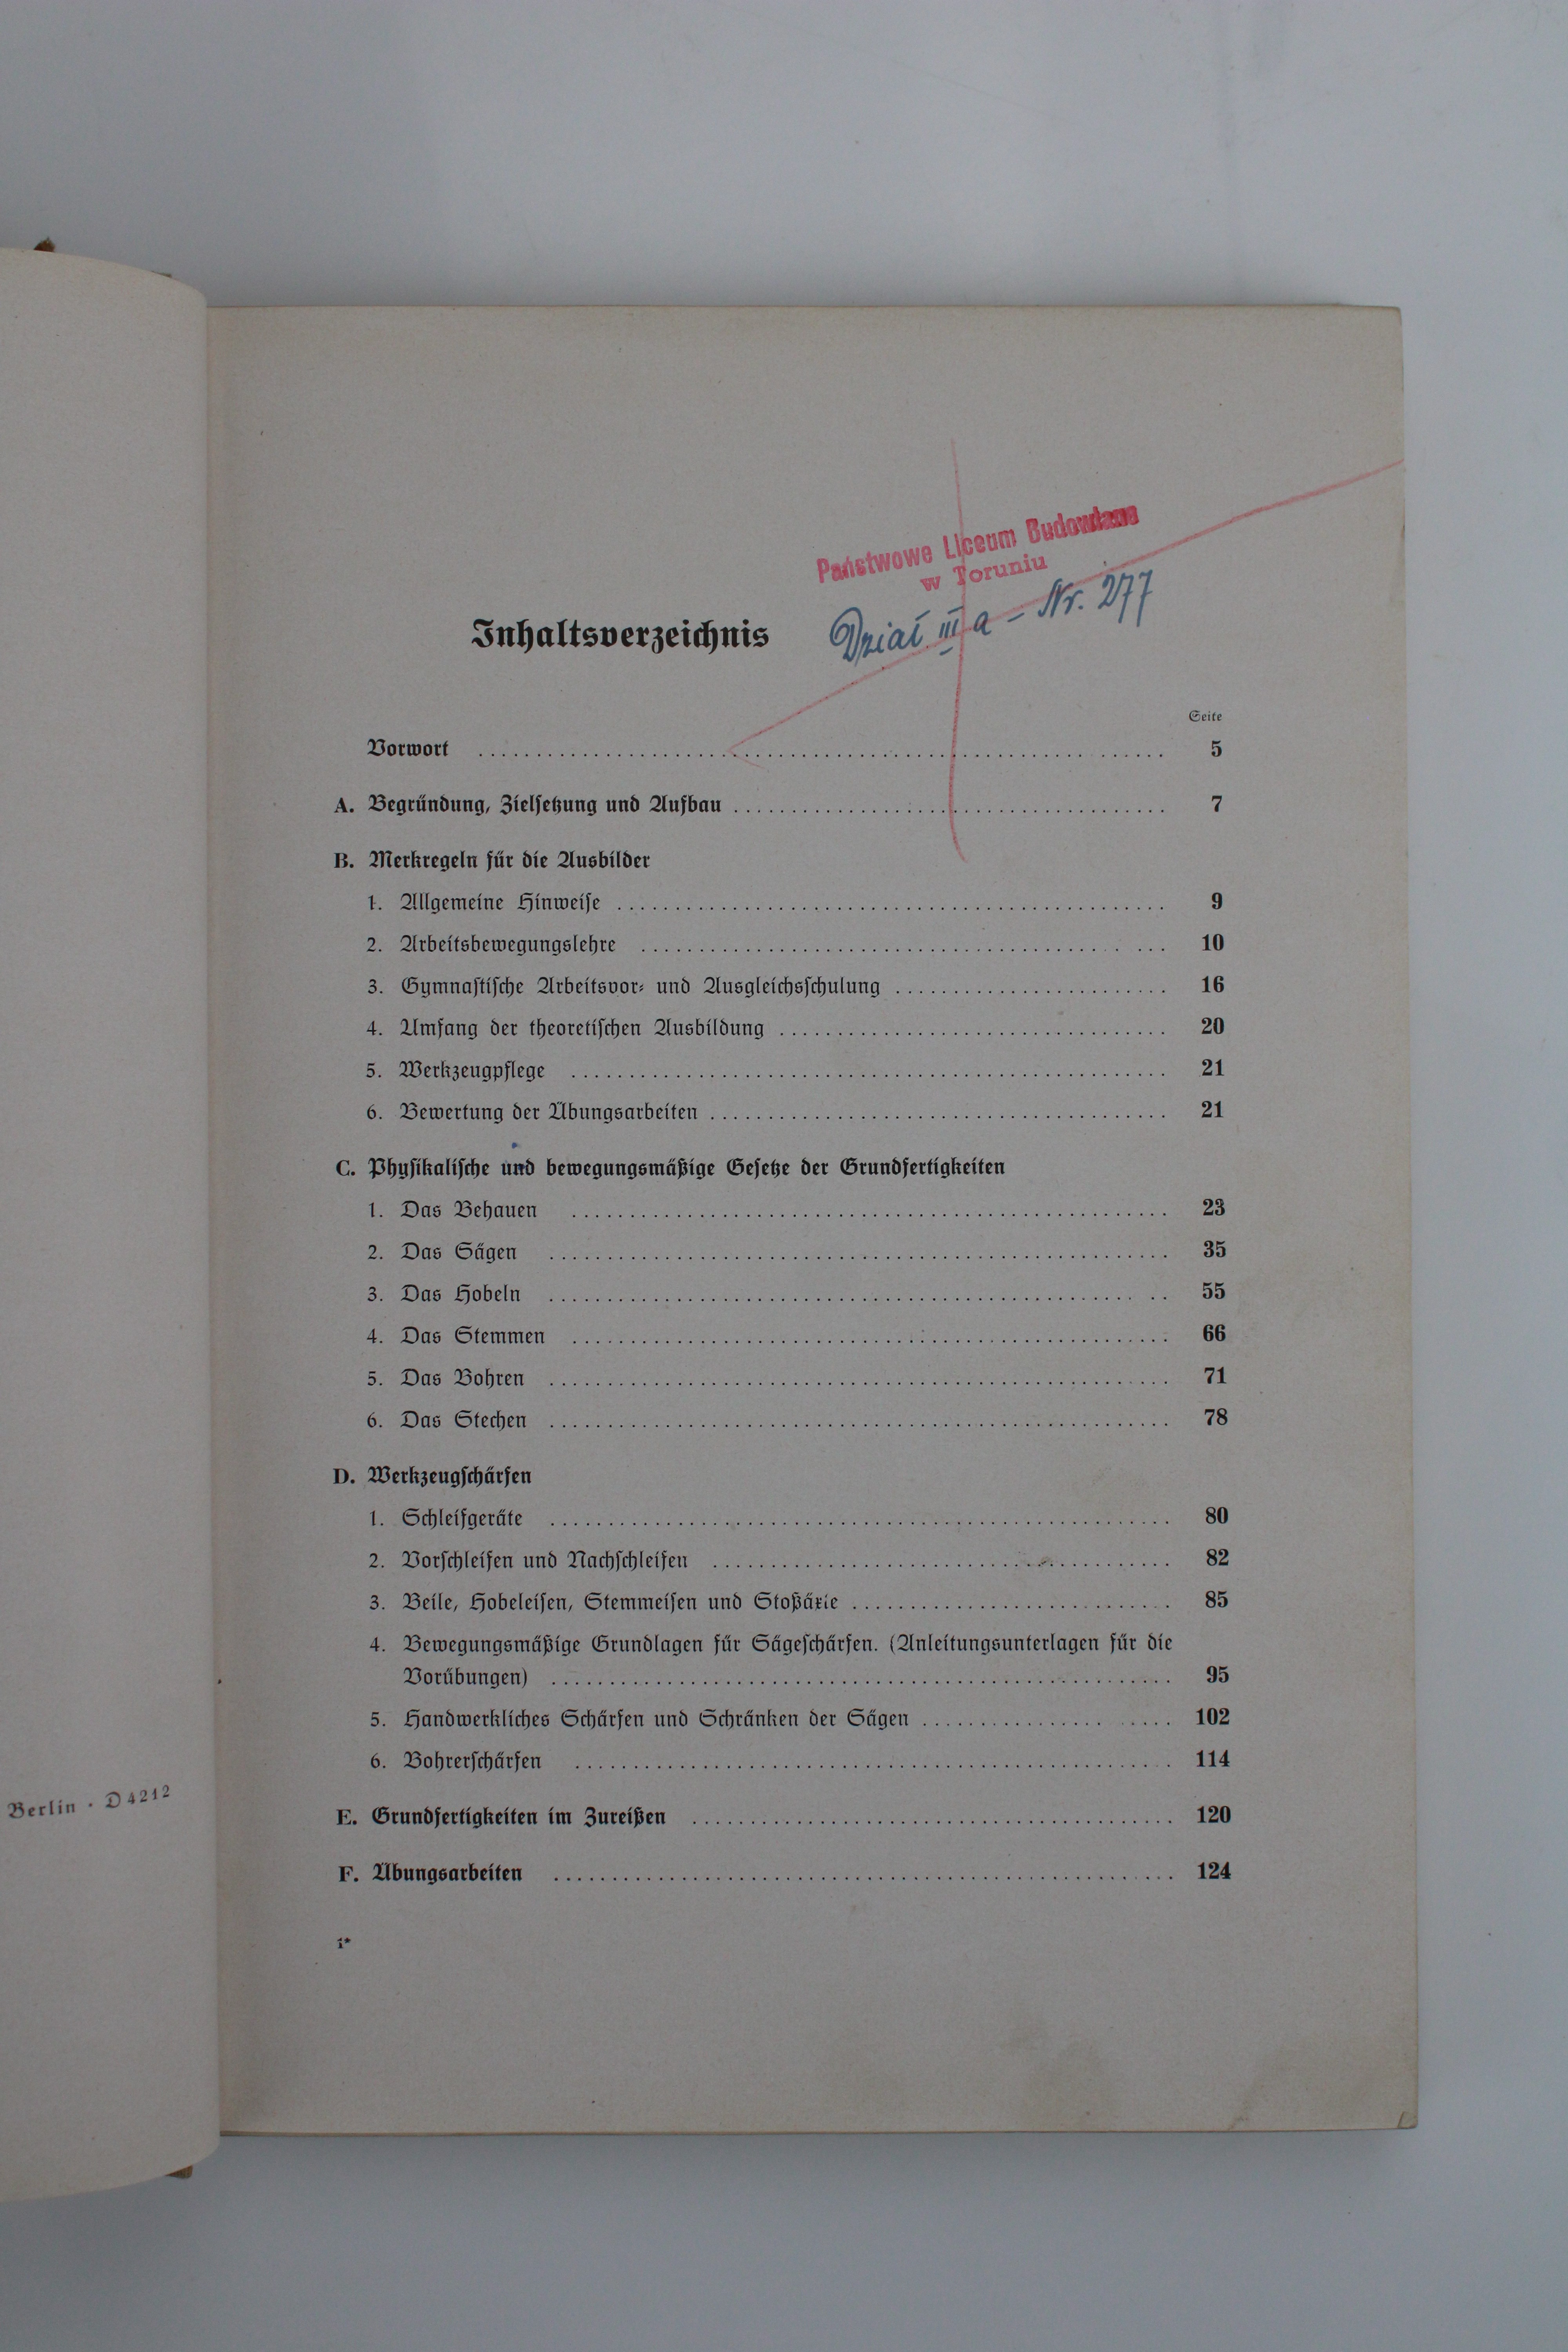 Państwowe Liceum Budowlane
w Toruniu
Dział III a – Nr. 277
Inhaltsverzeichnis
Seite
Vorwort ........ 5
A. Begründung, Zielsetzung und Aufbau ........ 7
B. Merkregeln für die Ausbilder
1. Allgemeine Hinweise ........ 9
2. Arbeitsbewegungslehre ........ 10
3. Gymnastische Arbeitsvor- und Ausgleichsschulung ........ 16
4. Umfang der theoretischen Ausbildung ........ 20
5. Werkzeugpflege ........ 21
6. Bewertung der Übungsarbeiten ........ 21
C. Physikalische und bewegungsmäßige Gesetze der Grundfertigkeiten
1. Das Behauen ........ 23
2. Das Sägen ........ 35
3. Das Hobeln ........ 55
4. Das Stemmen ........ 66
5. Das Bohren ........ 71
6. Das Stechen ........ 78
D. Werkzeugschärfen
1. Schleifgeräte ........ 80
2. Vorschleifen und Nachschleifen ........ 82
3. Beile, Hobeleisen, Stemmeisen und Stoßäxte ........ 85
4. Bewegungsmäßige Grundlagen für Sägeschärfen. (Anleitungsunterlagen für die
Vorübungen) ........ 95
5. Handwerkliches Schärfen und Schränken der Sägen ........ 102
6. Bohrerschärfen ........ 114
E. Grundfertigkeiten im Zureißen ........ 120
F. Übungsarbeiten ........ 124
1*
Berlin · D 4212